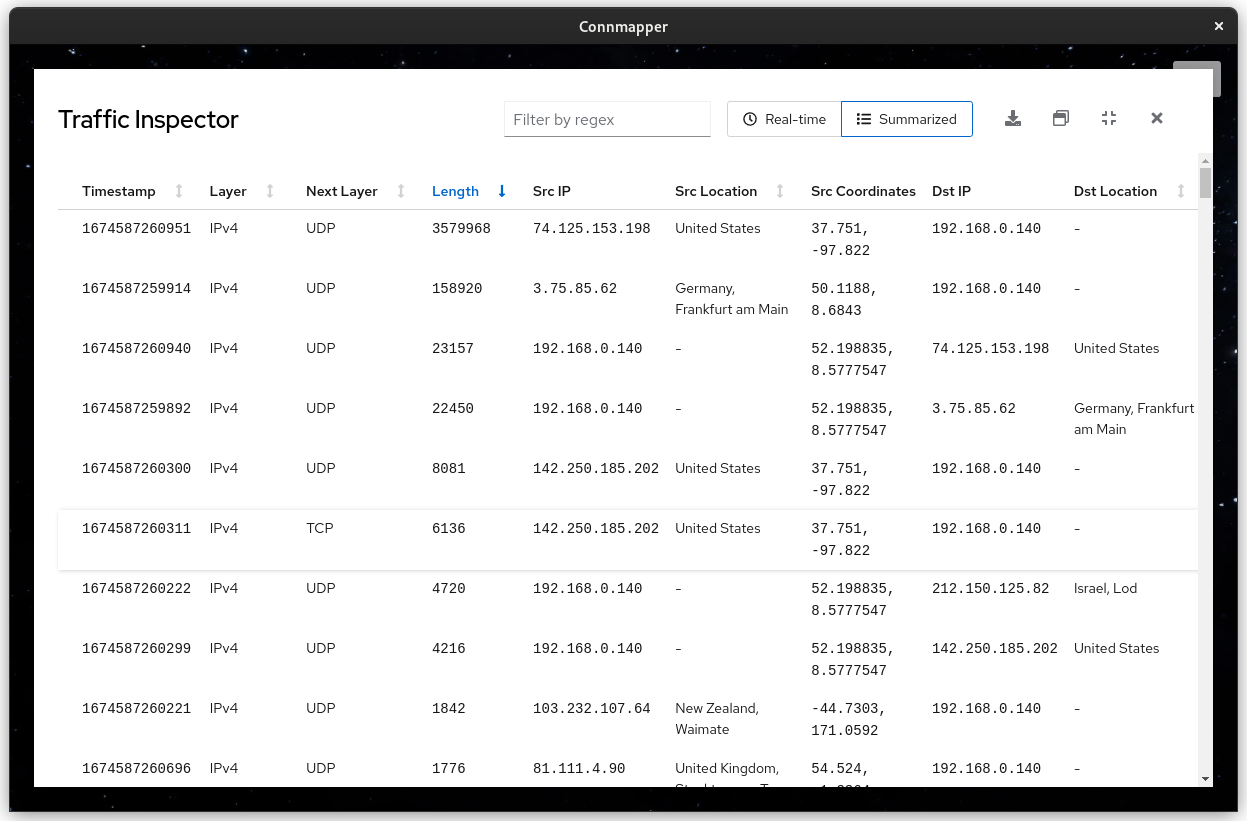 Connmapper
Traffic Inspector
Filter by regex
Real-time
Summarized
Timestamp Layer Next Layer Length Src IP Src Location Src Coordinates Dst IP Dst Location
1674587260951 IPv4 UDP 3579968 74.125.153.198 United States 37.751, 192.168.0.140 -
-97.822
1674587259914 IPv4 UDP 158920 3.75.85.62 Germany, 50.1188, 192.168.0.140 -
Frankfurt am Main 8.6843
1674587260940 IPv4 UDP 23157 192.168.0.140 - 52.198835, 74.125.153.198 United States
8.5777547
1674587259892 IPv4 UDP 22450 192.168.0.140 - 52.198835, 3.75.85.62 Germany, Frankfurt
8.5777547 am Main
1674587260300 IPv4 UDP 8081 142.250.185.202 United States 37.751, 192.168.0.140 -
-97.822
1674587260311 IPv4 TCP 6136 142.250.185.202 United States 37.751, 192.168.0.140 -
-97.822
1674587260222 IPv4 UDP 4720 192.168.0.140 - 52.198835, 212.150.125.82 Israel, Lod
8.5777547
1674587260299 IPv4 UDP 4216 192.168.0.140 - 52.198835, 142.250.185.202 United States
8.5777547
1674587260221 IPv4 UDP 1842 103.232.107.64 New Zealand, -44.7303, 192.168.0.140 -
Waimate 171.0592
1674587260696 IPv4 UDP 1776 81.111.4.90 United Kingdom, 54.524, 192.168.0.140 -